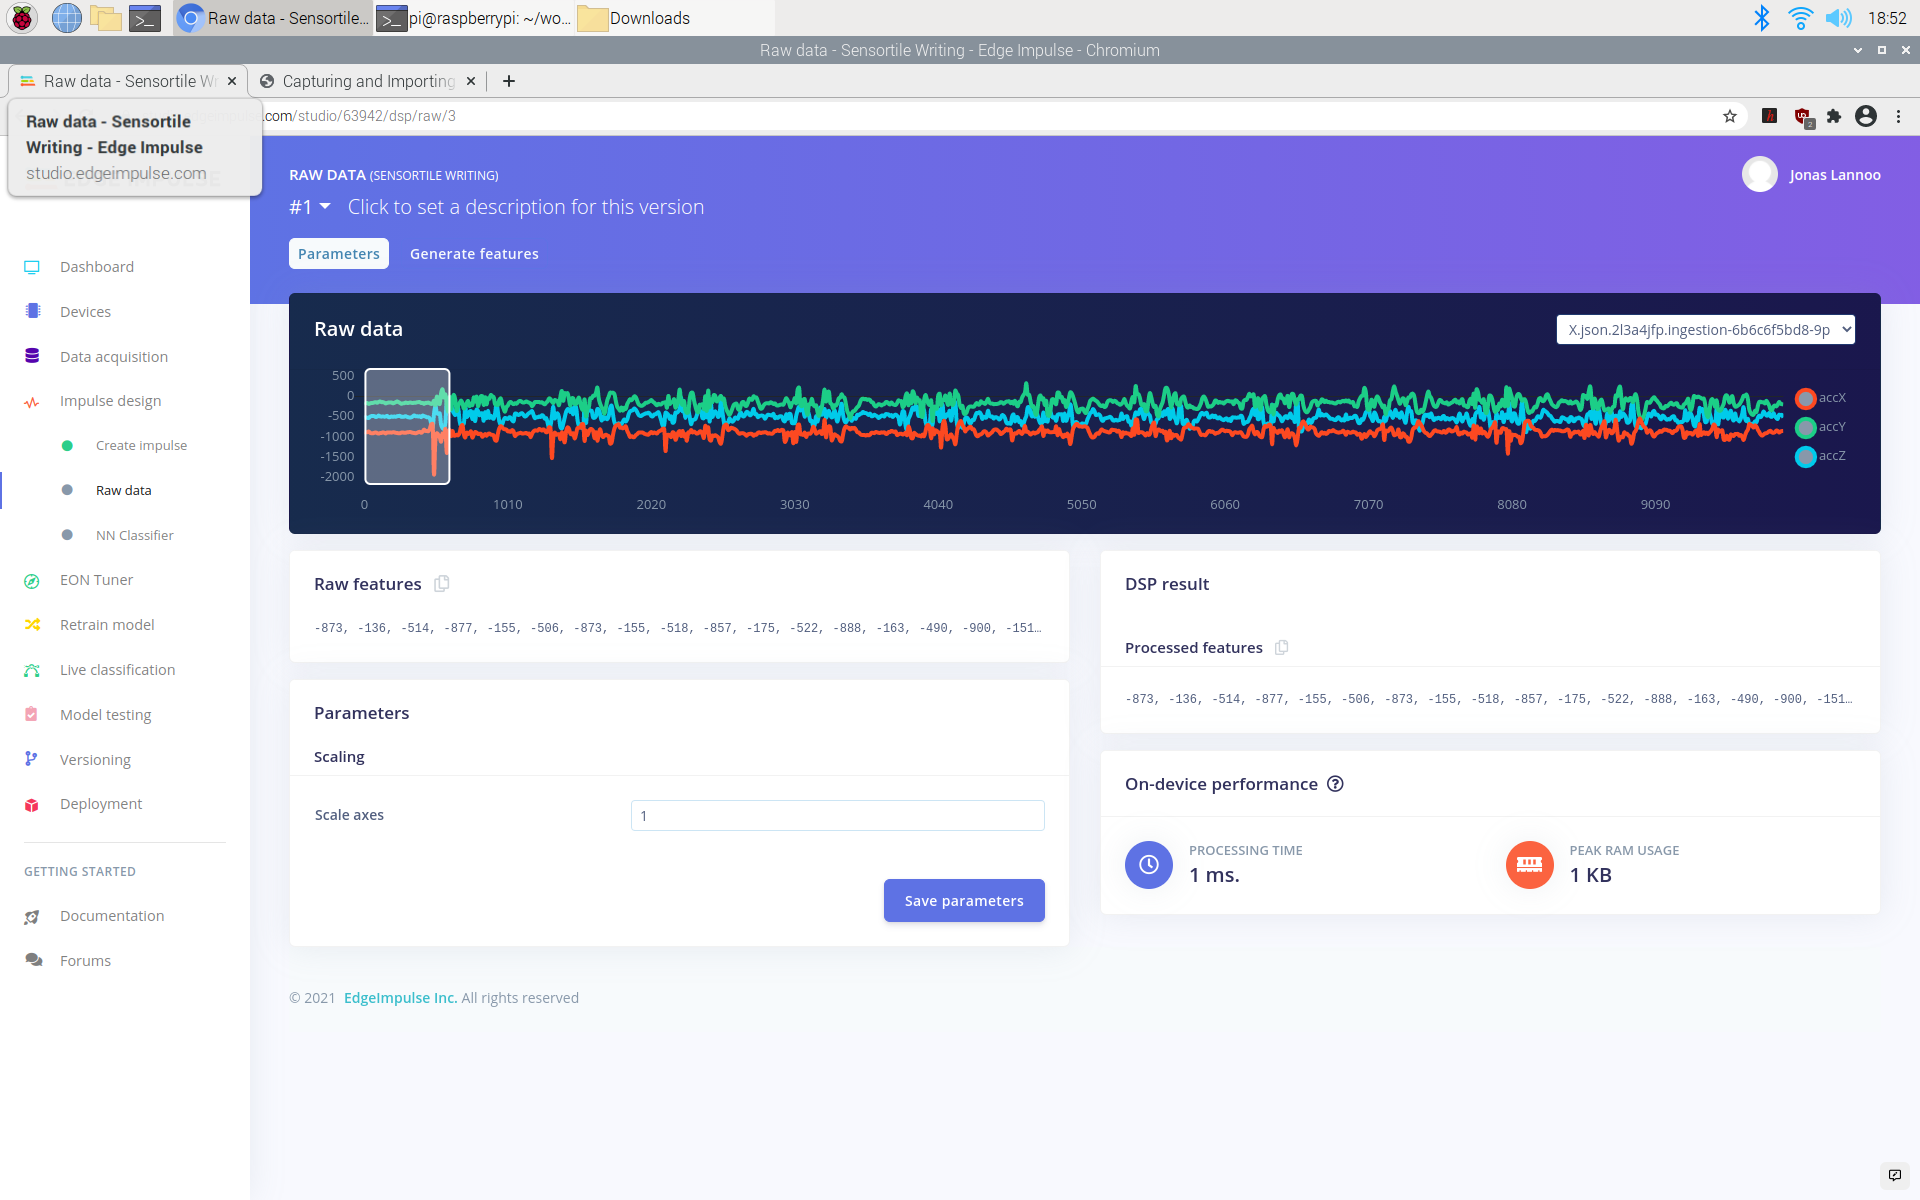 Raw data - Sensortile...
pi@raspberrypi: ~/wo...
Downloads
18:52
Raw data - Sensortile Writing - Edge Impulse - Chromium
Raw data - Sensortile Wr
Capturing and Importing
.com/studio/63942/dsp/raw/3
2
Raw data - Sensortile
Writing - Edge Impulse
studio.edgeimpulse.com
RAW DATA (SENSORTILE WRITING)
#1 Click to set a description for this version
Jonas Lannoo
Parameters
Generate features
Dashboard
Devices
Data acquisition
Impulse design
Create impulse
Raw data
NN Classifier
EON Tuner
Retrain model
Live classification
Model testing
Versioning
Deployment
GETTING STARTED
Documentation
Forums
Raw data
X.json.2l3a4jfp.ingestion-6b6c6f5bd8-9p
500
0
-500
-1000
-1500
-2000
0 1010 2020 3030 4040 5050 6060 7070 8080 9090
accX
accY
accZ
Raw features
-873, -136, -514, -877, -155, -506, -873, -155, -518, -857, -175, -522, -888, -163, -490, -900, -151…
Parameters
Scaling
Scale axes
1
Save parameters
DSP result
Processed features
-873, -136, -514, -877, -155, -506, -873, -155, -518, -857, -175, -522, -888, -163, -490, -900, -151…
On-device performance
PROCESSING TIME
1 ms.
PEAK RAM USAGE
1 KB
© 2021 EdgeImpulse Inc. All rights reserved